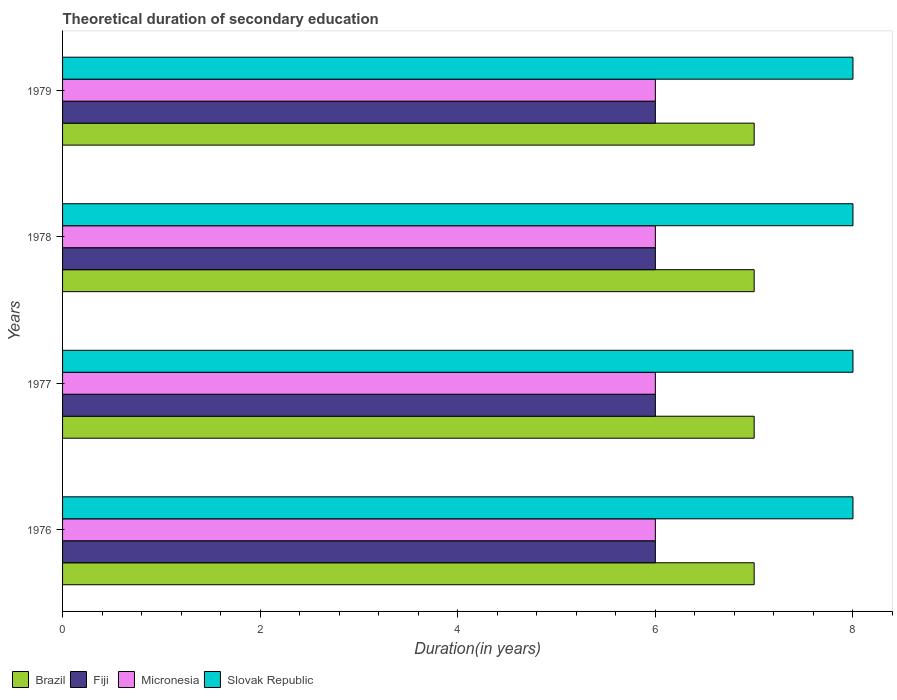 Theoretical duration of secondary education
1979
1978
1977
1976
Years
0
2
4
6
8
Duration(in years)
Brazil
Fiji
Micronesia
Slovak Republic